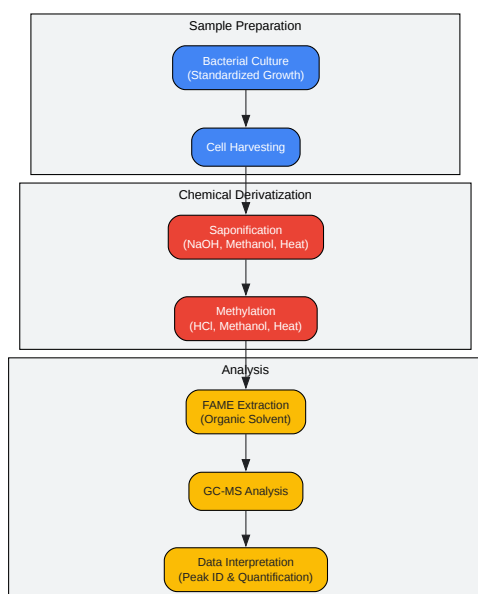 Sample Preparation
Bacterial Culture
(Standardized Growth)
Cell Harvesting
Chemical Derivatization
Saponification
(NaOH, Methanol, Heat)
Methylation
(HCl, Methanol, Heat)
Analysis
FAME Extraction
(Organic Solvent)
GC-MS Analysis
Data Interpretation
(Peak ID & Quantification)